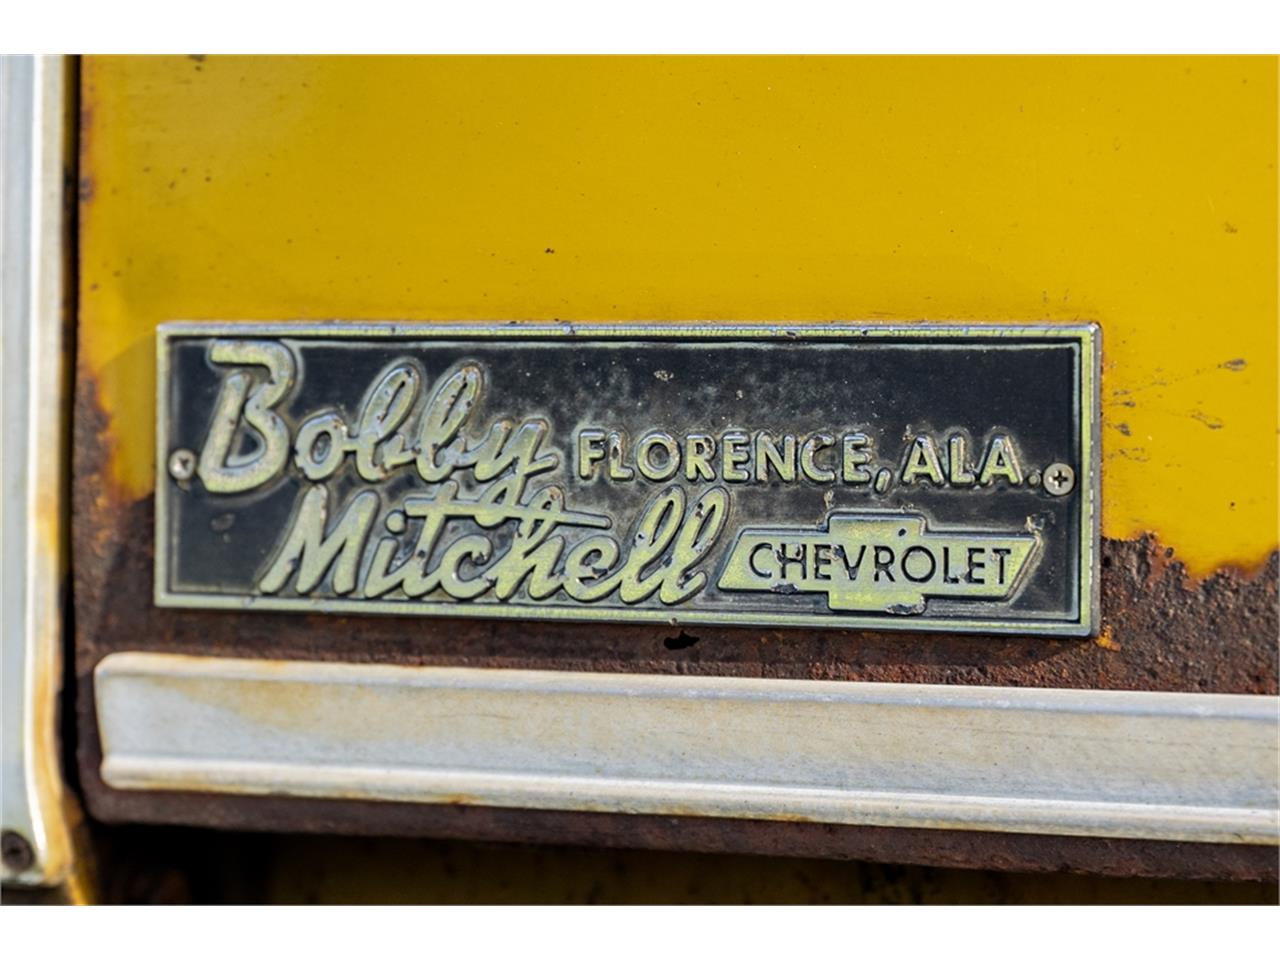 Bobby
Mitchell
FLORENCE, ALA.
CHEVROLET